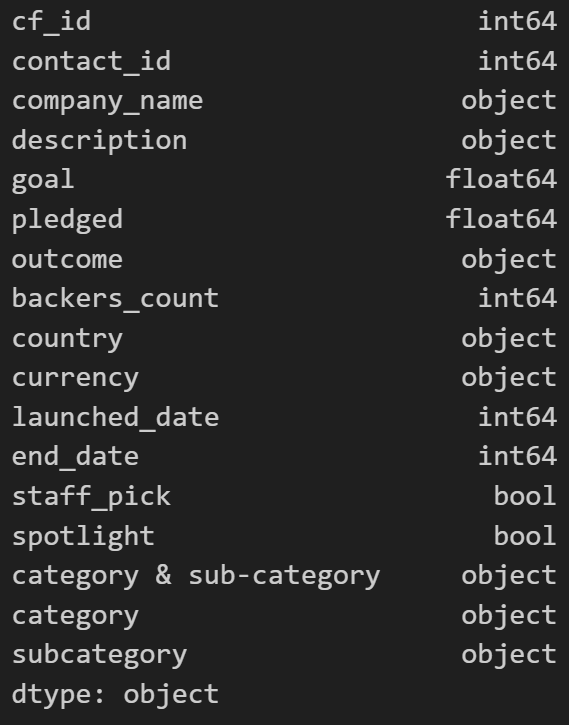 cf_id int64
contact_id int64
company_name object
description object
goal float64
pledged float64
outcome object
backers_count int64
country object
currency object
launched_date int64
end_date int64
staff_pick bool
spotlight bool
category & sub-category object
category object
subcategory object
dtype: object